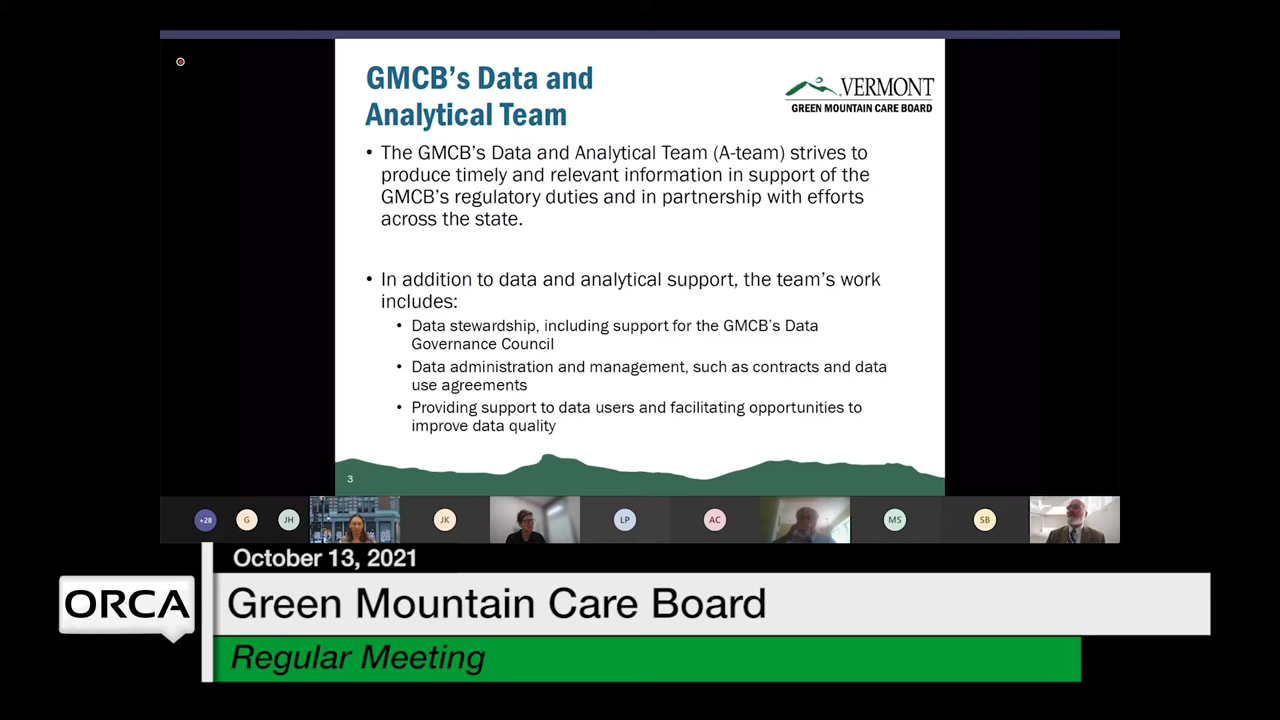 GMCB's Data and
Analytical Team
VERMONT
GREEN MOUNTAIN CARE BOARD
• The GMCB's Data and Analytical Team (A-team) strives to
produce timely and relevant information in support of the
GMCB's regulatory duties and in partnership with efforts
across the state.
• In addition to data and analytical support, the team's work
includes:
• Data stewardship, including support for the GMCB's Data
Governance Council
• Data administration and management, such as contracts and data
use agreements
• Providing support to data users and facilitating opportunities to
improve data quality
3
+28 G JH JK LP AC MS SB
October 13, 2021
ORCA
Green Mountain Care Board
Regular Meeting